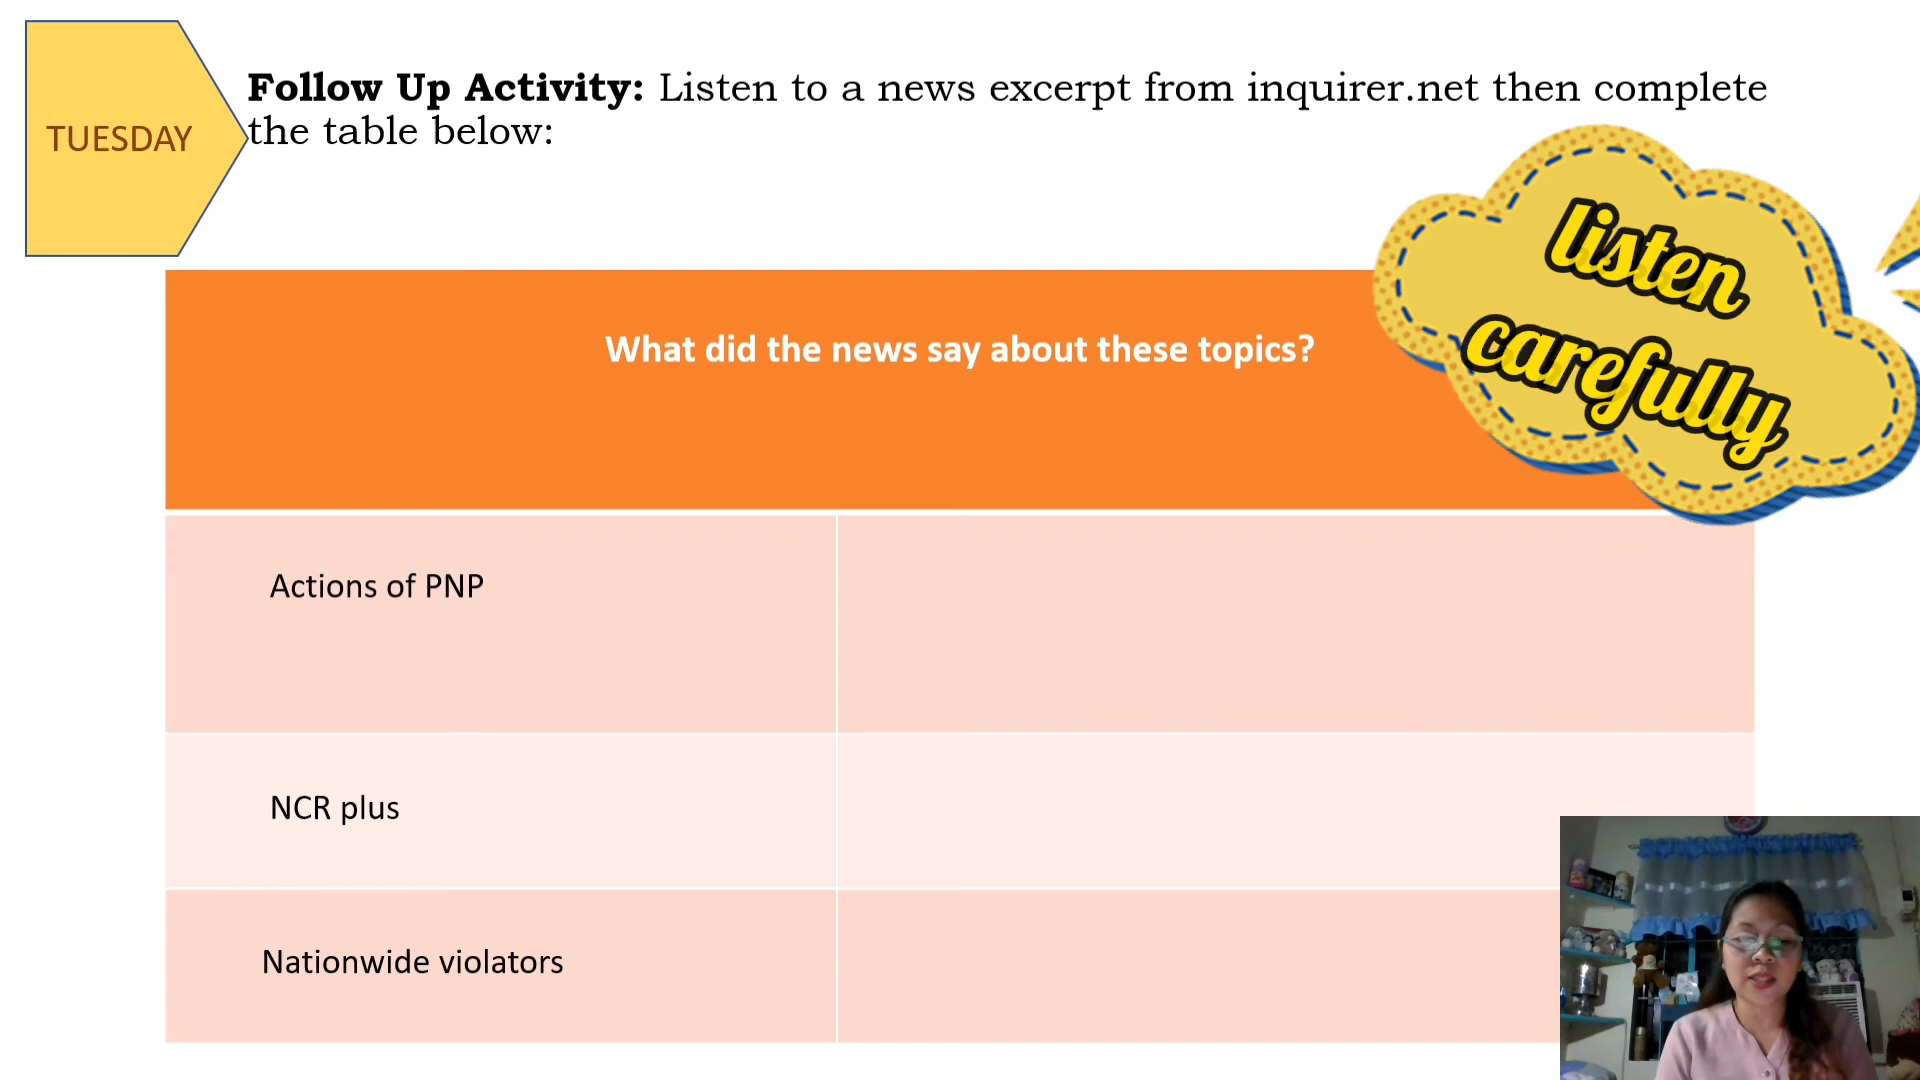 TUESDAY
Follow Up Activity: Listen to a news excerpt from inquirer.net then complete
the table below:
listen
carefully
What did the news say about these topics?
Actions of PNP
NCR plus
Nationwide violators